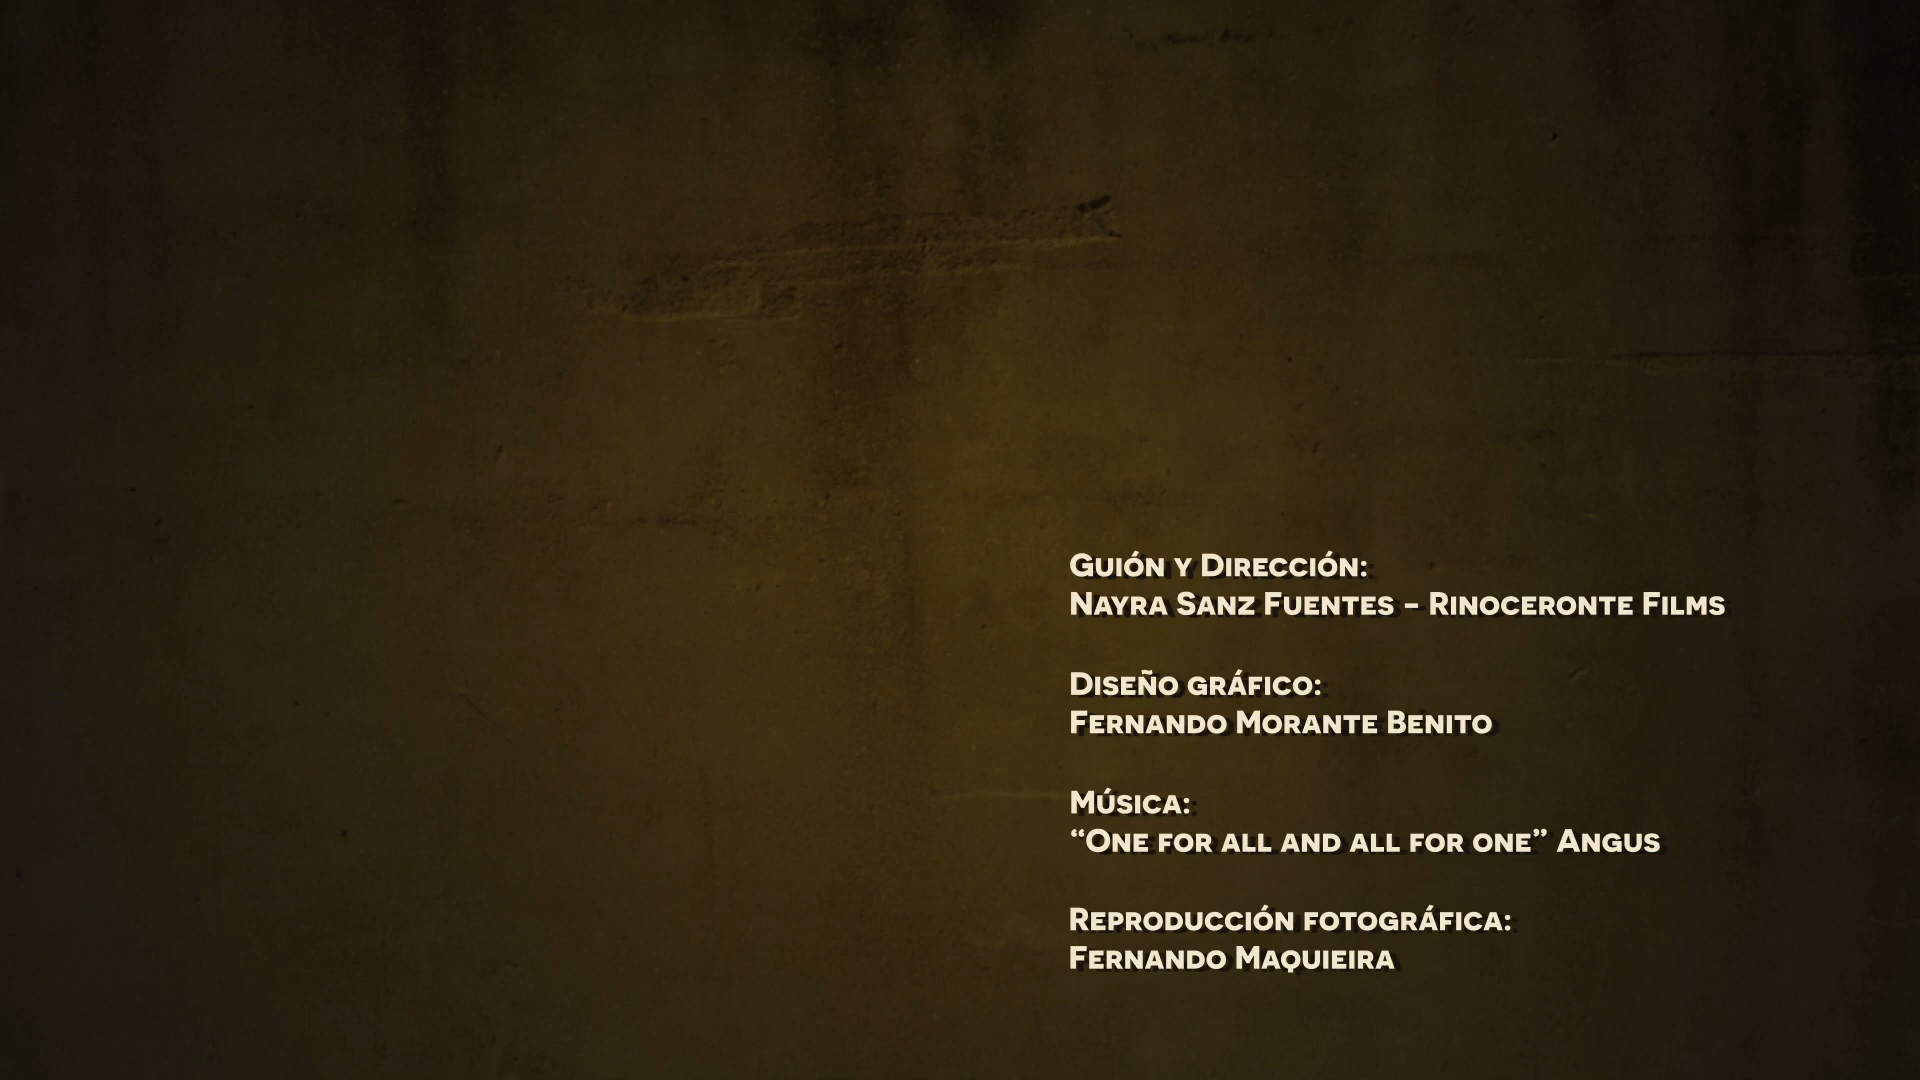 Guión y Dirección:
Nayra Sanz Fuentes – Rinoceronte Films
Diseño gráfico:
Fernando Morante Benito
Música:
“One for all and all for one” Angus
Reproducción fotográfica:
Fernando Maquieira